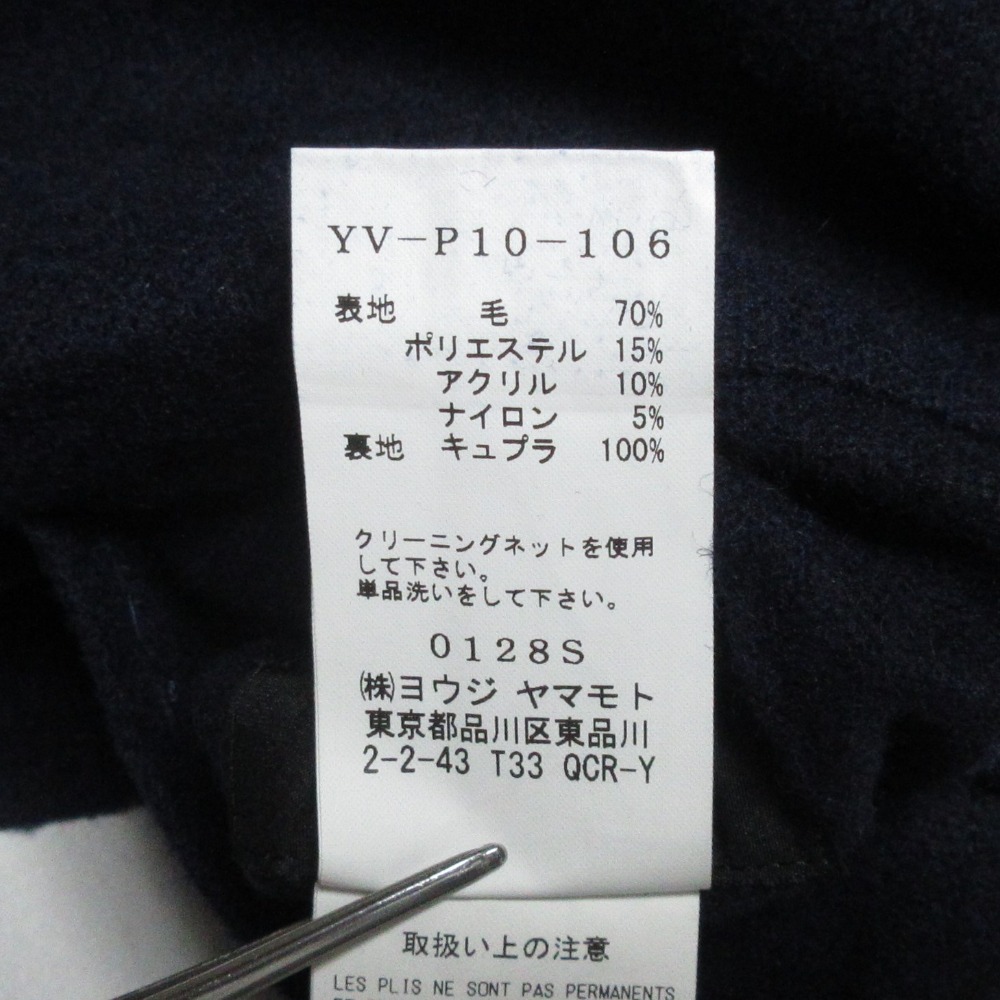 YV-P10-106
表地 毛 70%
ポリエステル 15%
アクリル 10%
ナイロン 5%
裏地 キュプラ 100%
クリーニングネットを使用
して下さい。
単品洗いをして下さい。
0128S
㈱ヨウジ ヤマモト
東京都品川区東品川
2-2-43 T33 QCR-Y
取扱い上の注意
LES PLIS NE SONT PAS PERMANENTS